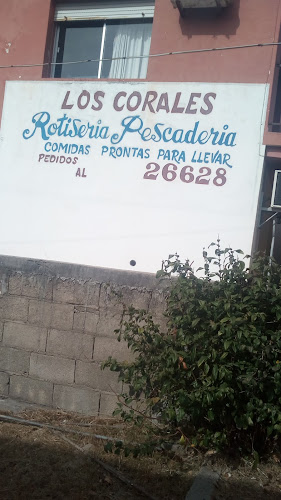 LOS CORALES
Rotiseria Pescaderia
COMIDAS PRONTAS PARA LLEVAR
PEDIDOS AL 26628